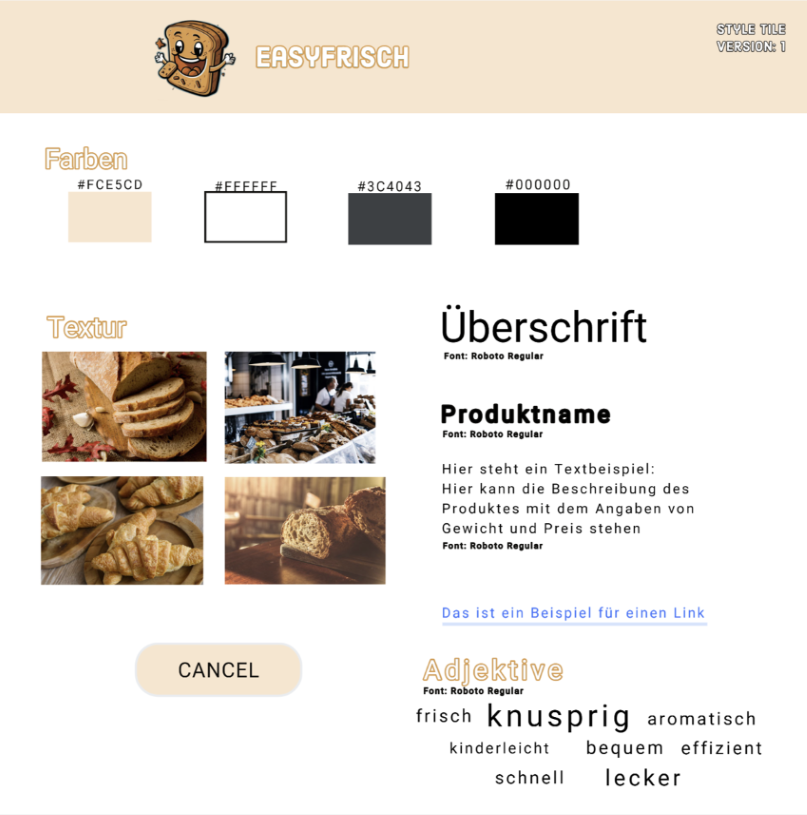 EASYFRISCH
STYLE TILE
VERSION: 1
Farben
#FCE5CD
#FFFFFF
#3C4043
#000000
Textur
Überschrift
Font: Roboto Regular
Produktname
Font: Roboto Regular
Hier steht ein Textbeispiel:
Hier kann die Beschreibung des
Produktes mit dem Angaben von
Gewicht und Preis stehen
Font: Roboto Regular
Das ist ein Beispiel für einen Link
CANCEL
Adjektive
Font: Roboto Regular
frisch knusprig aromatisch
kinderleicht bequem effizient
schnell lecker